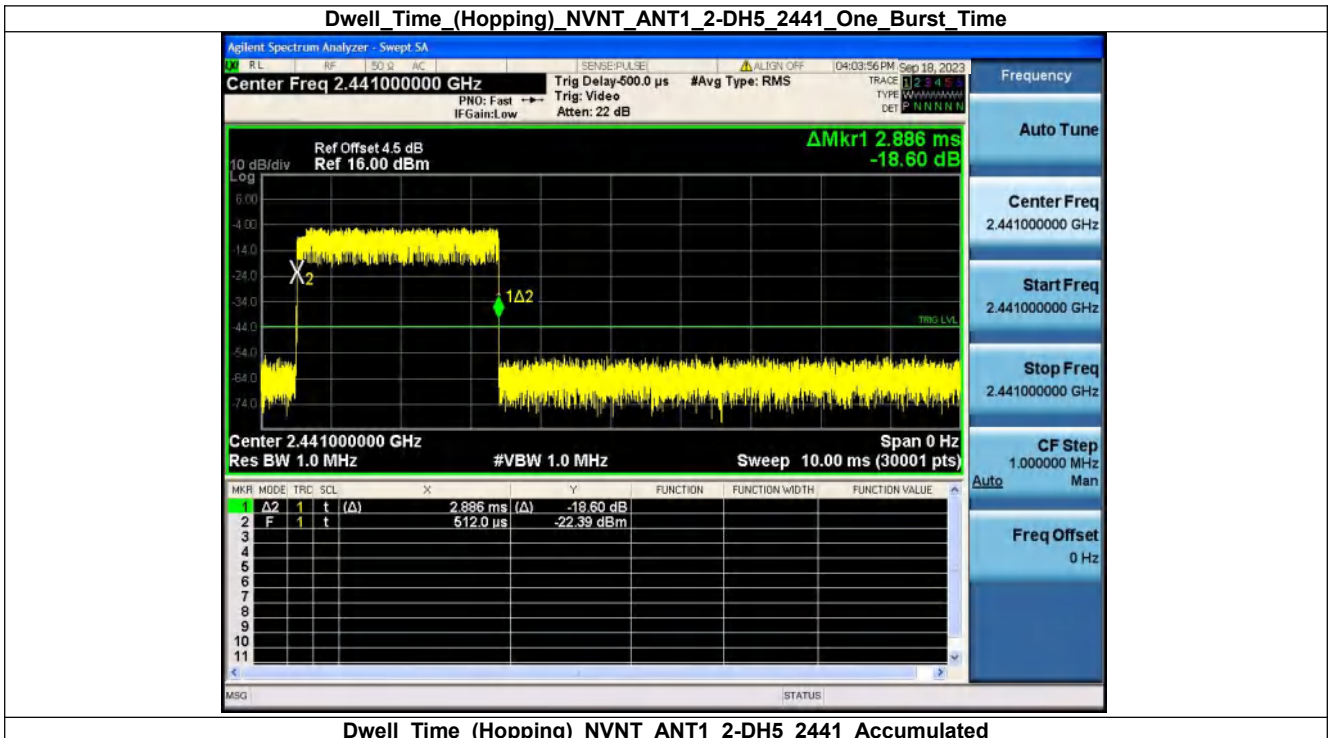 Dwell_Time_(Hopping)_NVNT_ANT1_2-DH5_2441_One_Burst_Time
Agilent Spectrum Analyzer - Swept SA
RL RF 50 Ω AC SENSE:PULSE ALIGN OFF 04:03:56 PM Sep 18, 2023
Center Freq 2.441000000 GHz
PNO: Fast
IFGain:Low
Trig Delay-500.0 µs
Trig: Video
Atten: 22 dB
#Avg Type: RMS
TRACE 1 2 3 4 5 6
TYPE
DET P N N N N N
Frequency
Auto Tune
Center Freq
2.441000000 GHz
Start Freq
2.441000000 GHz
Stop Freq
2.441000000 GHz
CF Step
1.000000 MHz
Auto Man
Freq Offset
0 Hz
ΔMkr1 2.886 ms
-18.60 dB
Ref Offset 4.5 dB
10 dB/div Ref 16.00 dBm
Log
6.00
-4.00
-14.0
-24.0
-34.0
-44.0
-54.0
-64.0
-74.0
X2
1Δ2
TRIG LVL
Center 2.441000000 GHz Span 0 Hz
Res BW 1.0 MHz #VBW 1.0 MHz Sweep 10.00 ms (30001 pts)
MKR MODE TRC SCL X Y FUNCTION FUNCTION WIDTH FUNCTION VALUE
1 Δ2 1 t (Δ) 2.886 ms (Δ) -18.60 dB
2 F 1 t 512.0 µs -22.39 dBm
3
4
5
6
7
8
9
10
11
MSG STATUS
Dwell_Time_(Hopping)_NVNT_ANT1_2-DH5_2441_Accumulated